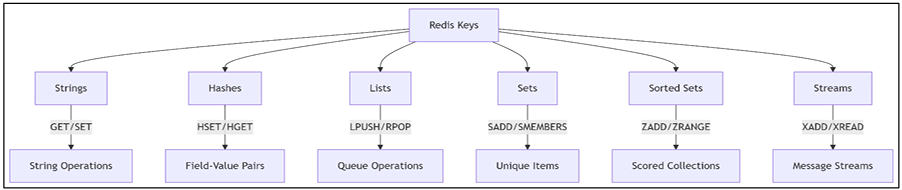 Redis Keys
Strings
Hashes
Lists
Sets
Sorted Sets
Streams
GET/SET
HSET/HGET
LPUSH/RPOP
SADD/SMEMBERS
ZADD/ZRANGE
XADD/XREAD
String Operations
Field-Value Pairs
Queue Operations
Unique Items
Scored Collections
Message Streams